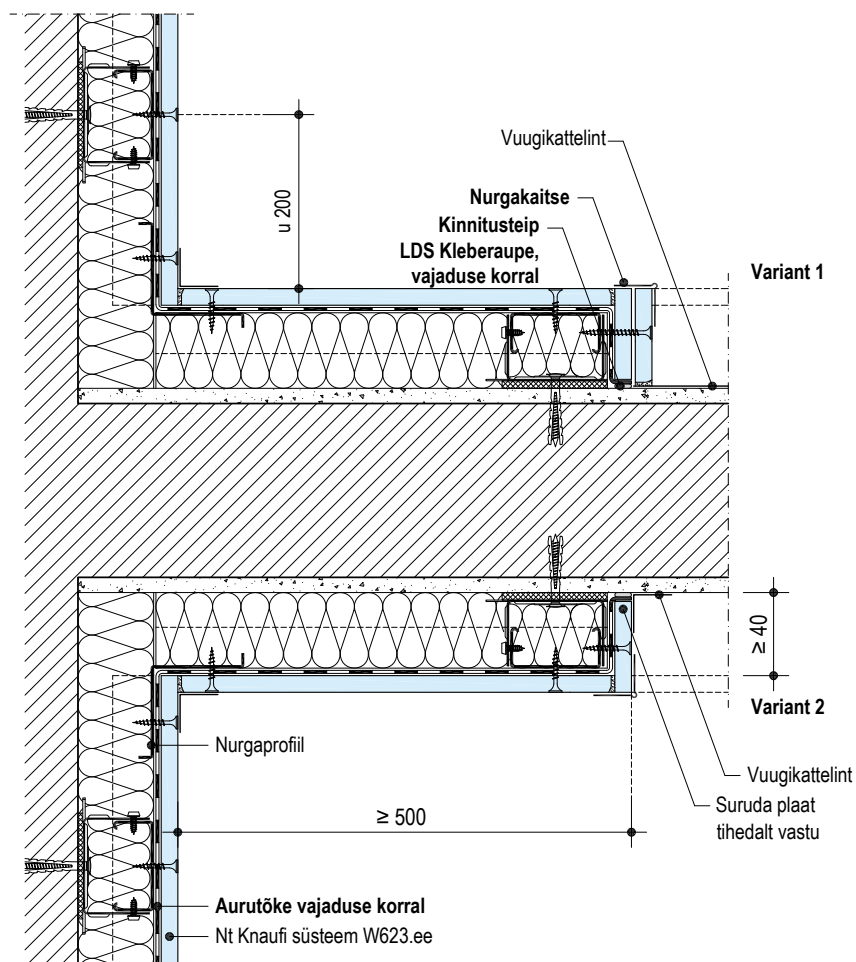 Vuugikattelint
u 200
Nurgakaitse
Kinnitusteip
LDS Kleberaupe,
vajaduse korral
Variant 1
≥ 40
Variant 2
Nurgaprofiil
Vuugikattelint
Suruda plaat
tihedalt vastu
≥ 500
Aurutõke vajaduse korral
Nt Knaufi süsteem W623.ee